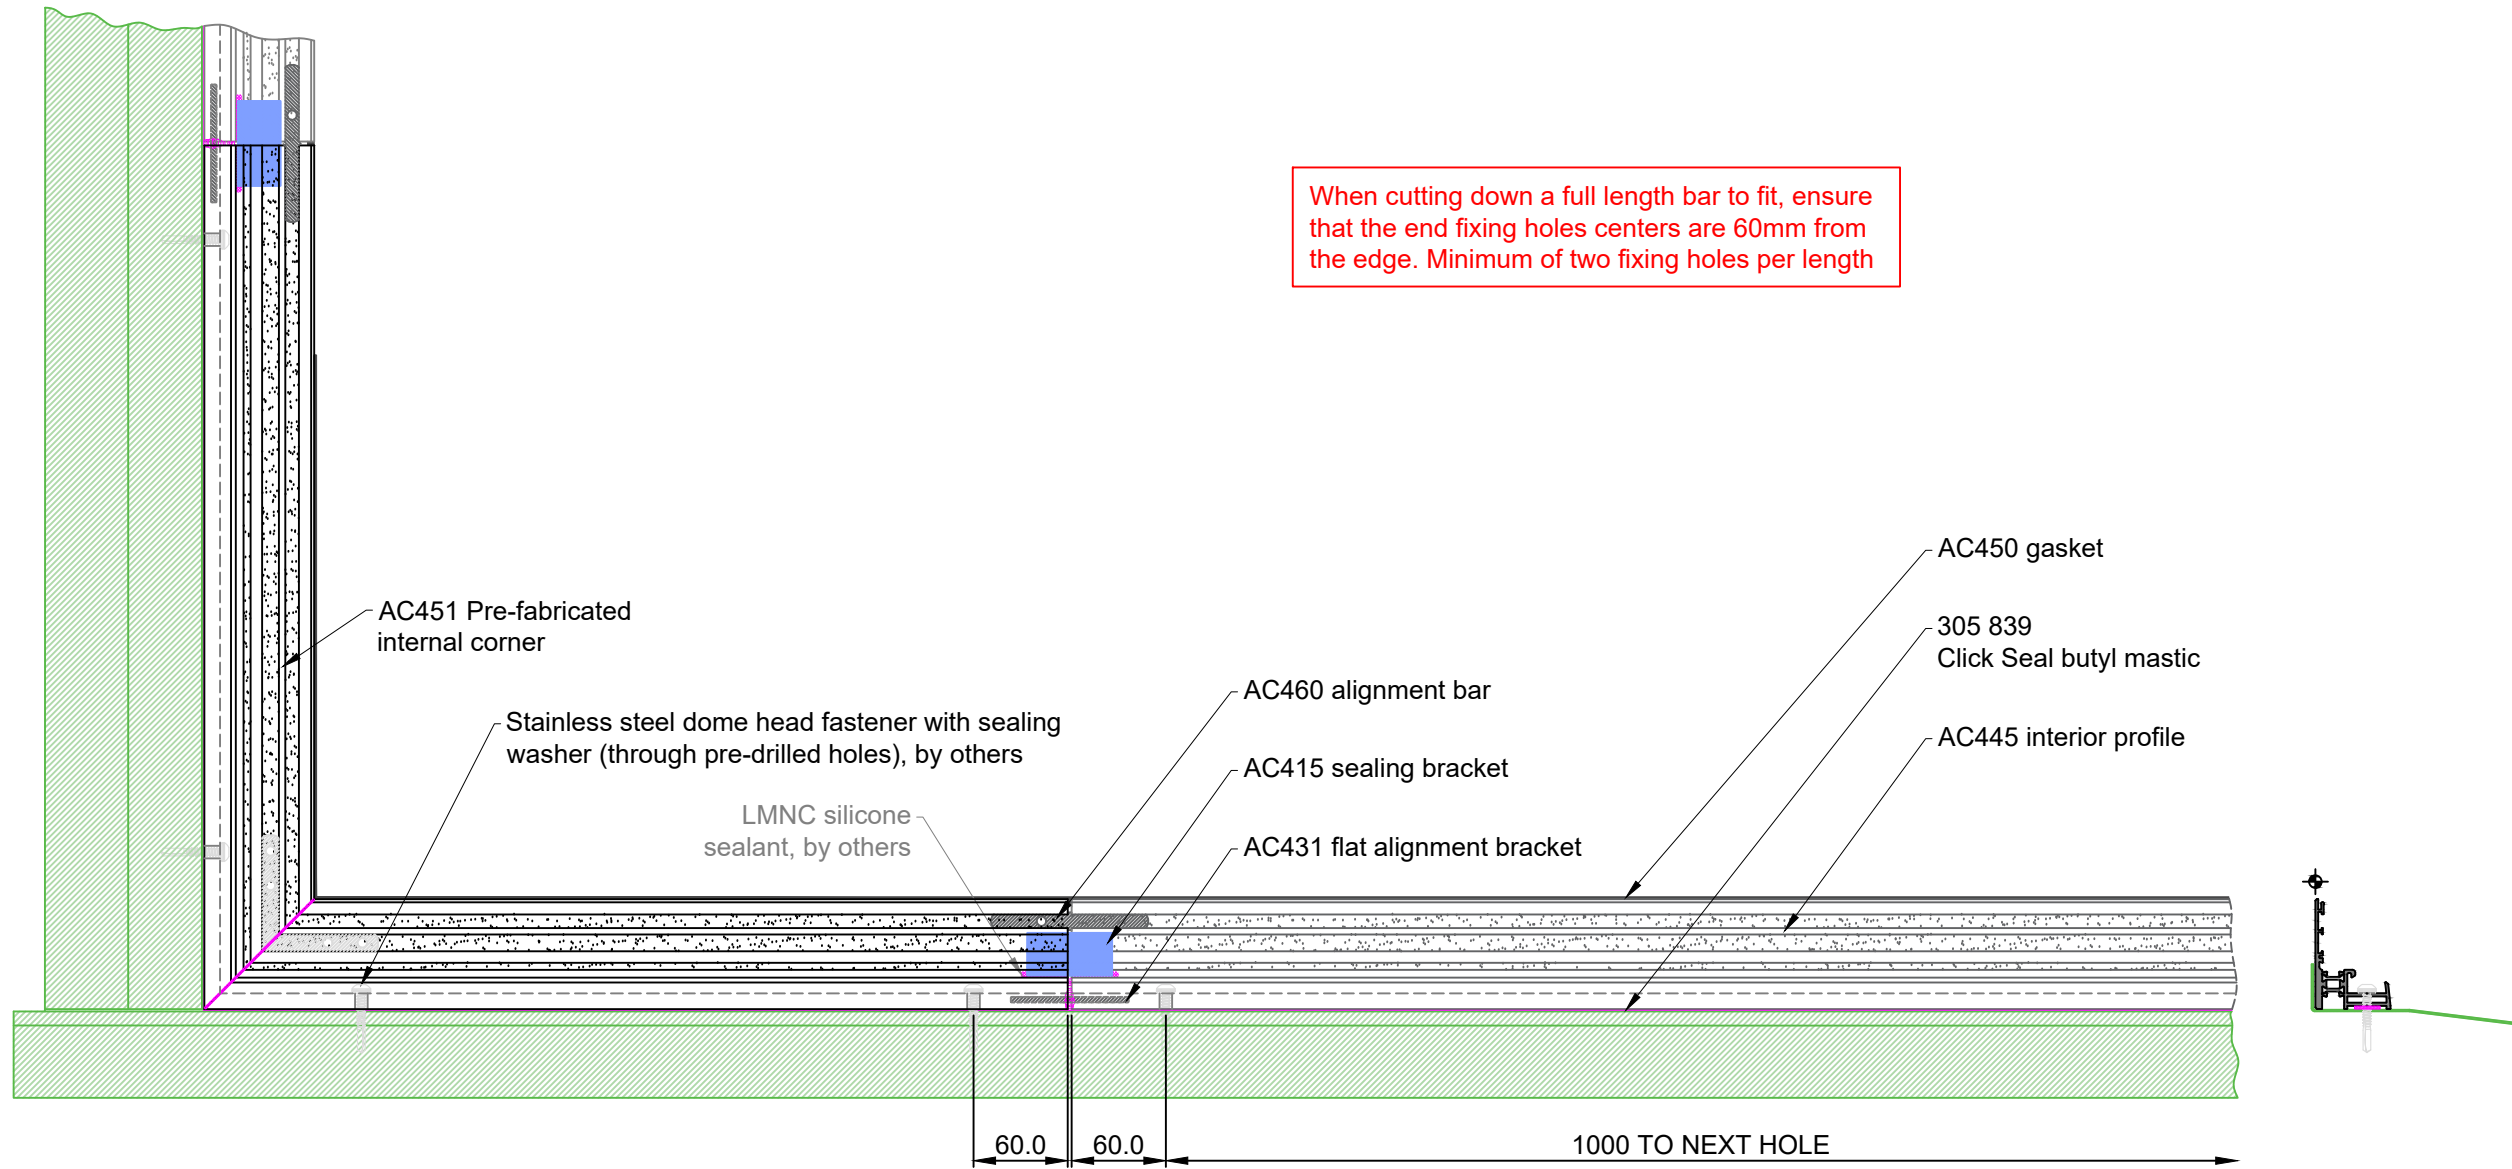 When cutting down a full length bar to fit, ensure
that the end fixing holes centers are 60mm from
the edge. Minimum of two fixing holes per length
AC450 gasket
AC451 Pre-fabricated
internal corner
305 839
Click Seal butyl mastic
AC460 alignment bar
Stainless steel dome head fastener with sealing
washer (through pre-drilled holes), by others
AC445 interior profile
AC415 sealing bracket
LMNC silicone
sealant, by others
AC431 flat alignment bracket
60.0
60.0
1000 TO NEXT HOLE